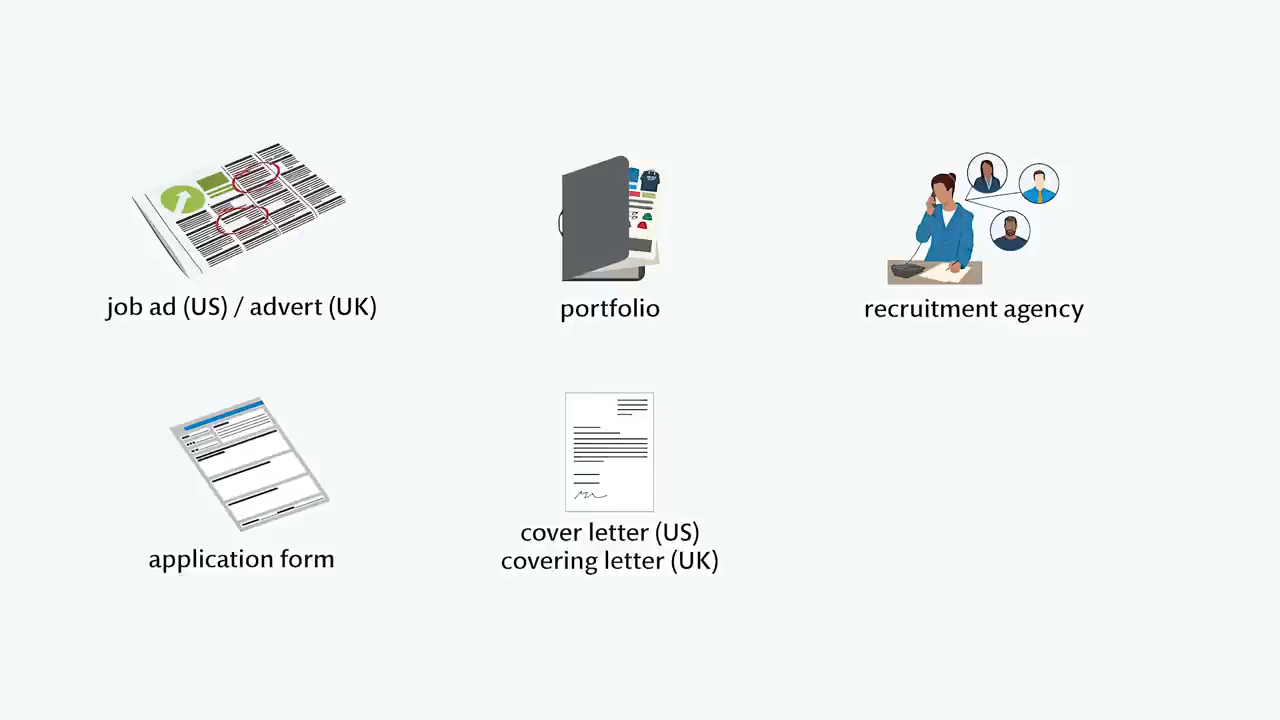 job ad (US) / advert (UK)
portfolio
recruitment agency
application form
cover letter (US)
covering letter (UK)